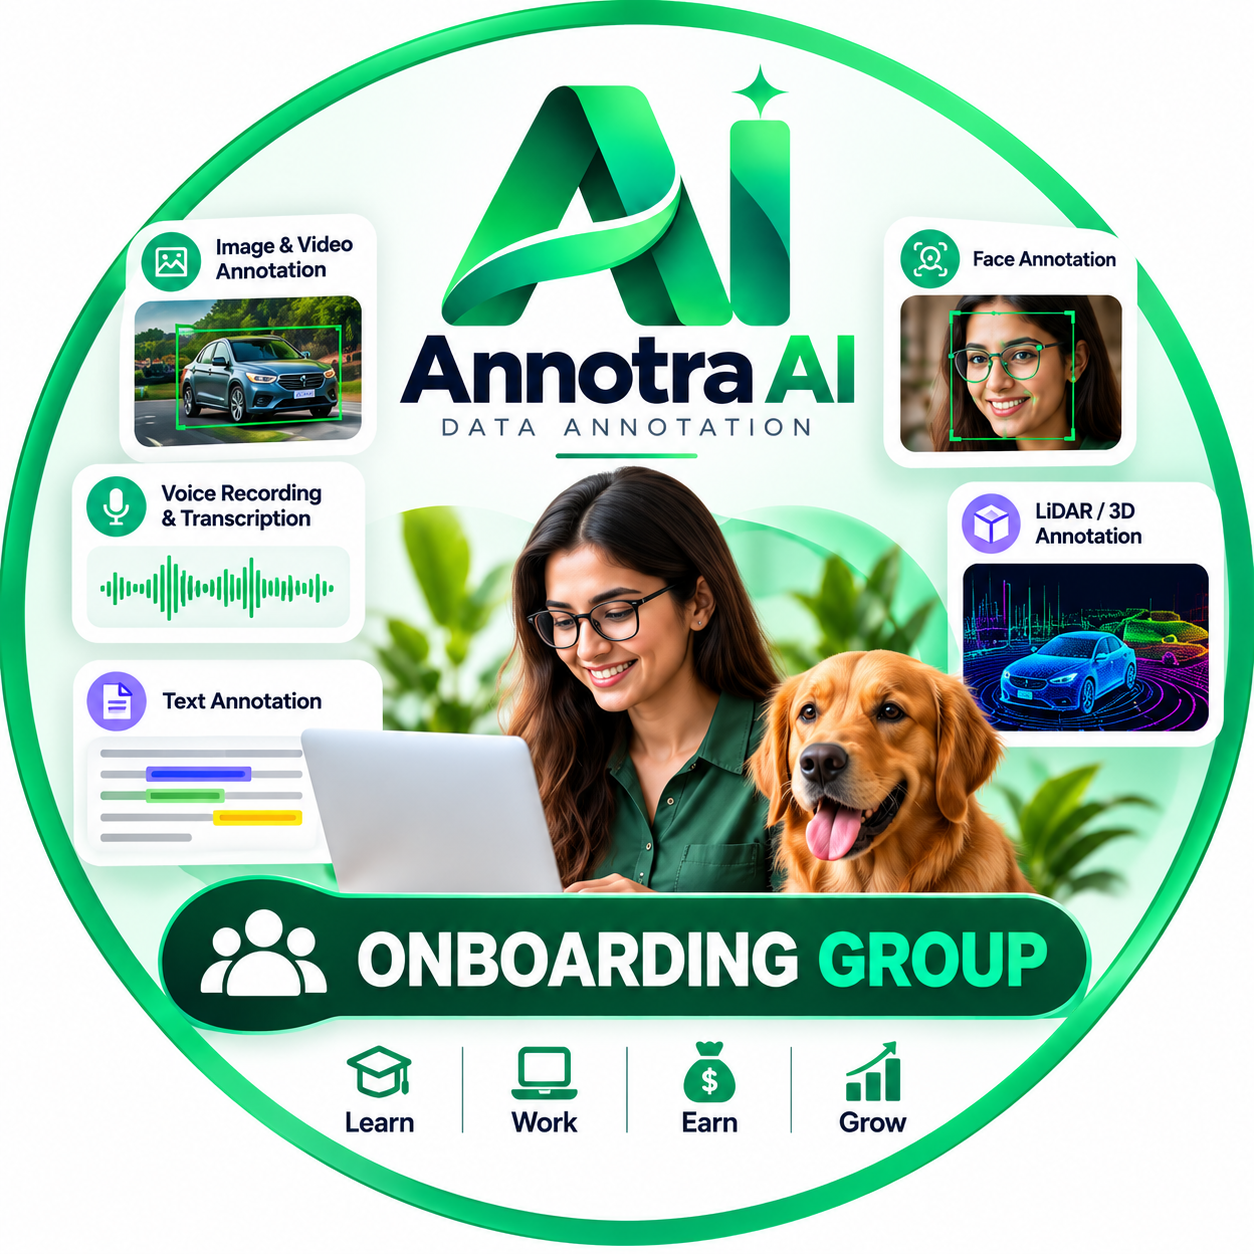 Ai
Annotra AI
DATA ANNOTATION
Image & Video
Annotation
Face Annotation
Voice Recording
& Transcription
LiDAR / 3D
Annotation
Text Annotation
ONBOARDING GROUP
Learn
Work
$
Earn
Grow